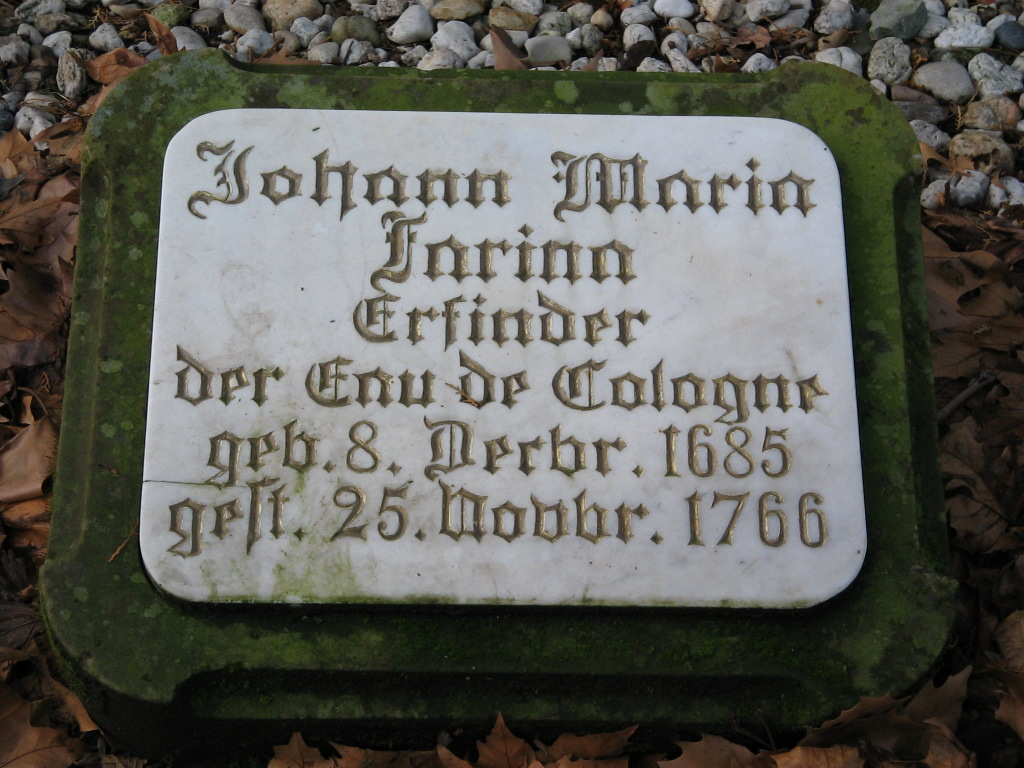 Johann Maria
Farina
Erfinder
der Eau de Cologne
geb. 8. Decbr. 1685
gest. 25. Novbr. 1766